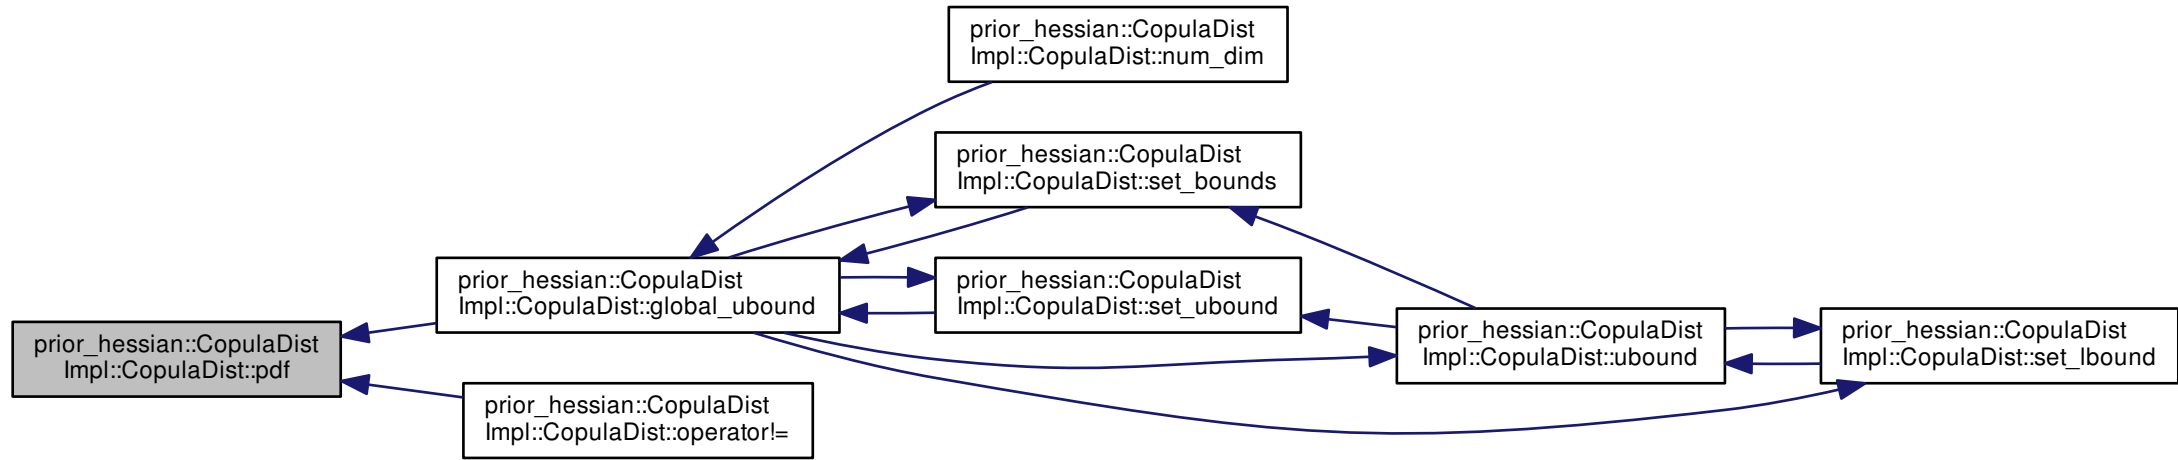 prior_hessian::CopulaDist
Impl::CopulaDist::num_dim
prior_hessian::CopulaDist
Impl::CopulaDist::set_bounds
prior_hessian::CopulaDist
Impl::CopulaDist::global_ubound
prior_hessian::CopulaDist
Impl::CopulaDist::set_ubound
prior_hessian::CopulaDist
Impl::CopulaDist::ubound
prior_hessian::CopulaDist
Impl::CopulaDist::set_lbound
prior_hessian::CopulaDist
Impl::CopulaDist::pdf
prior_hessian::CopulaDist
Impl::CopulaDist::operator!=